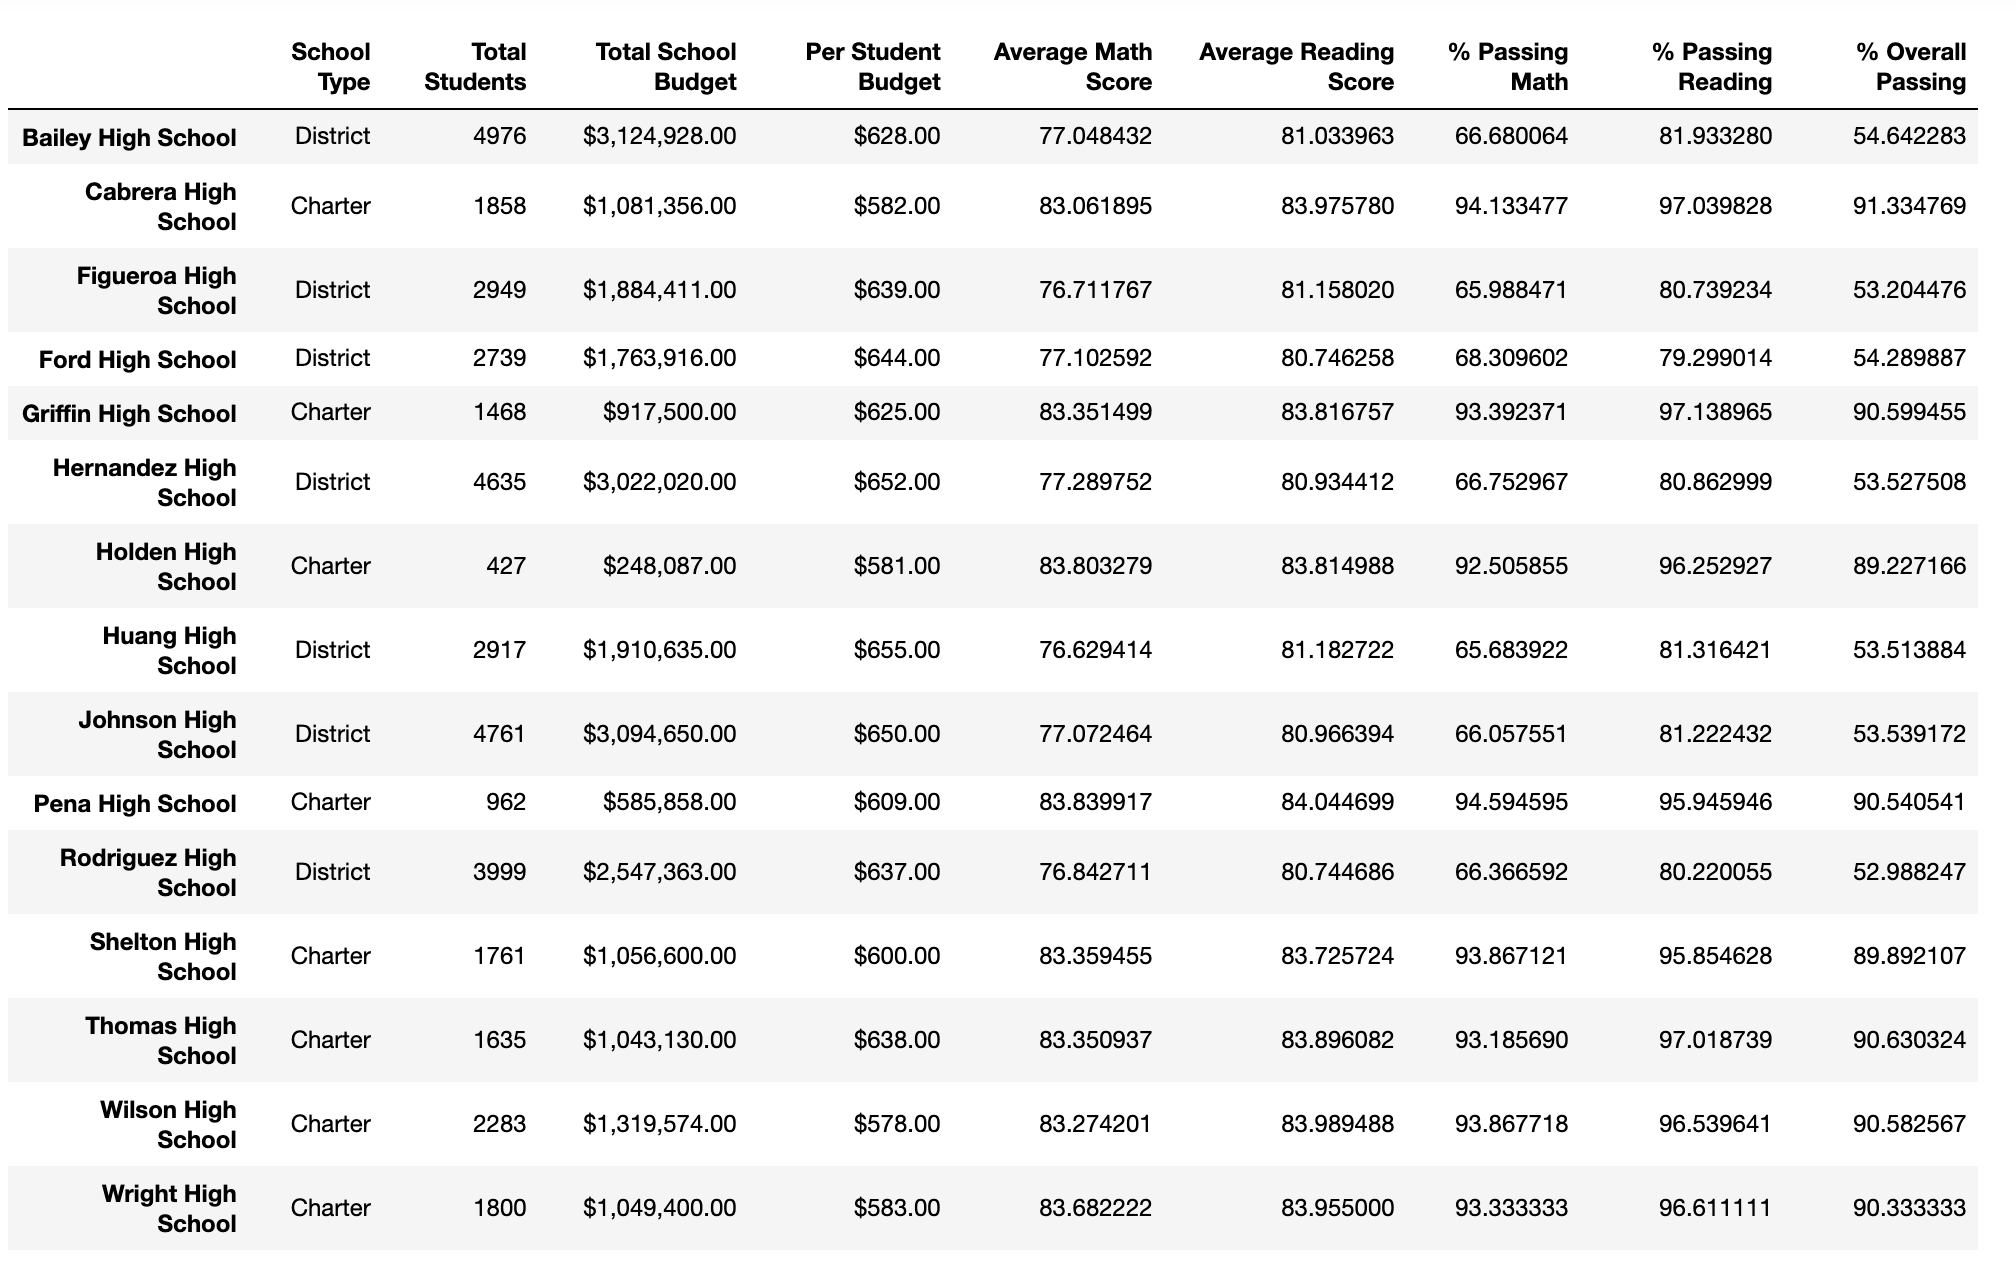 School Type Total Students Total School Budget Per Student Budget Average Math Score Average Reading Score % Passing Math % Passing Reading % Overall Passing
Bailey High School District 4976 $3,124,928.00 $628.00 77.048432 81.033963 66.680064 81.933280 54.642283
Cabrera High School Charter 1858 $1,081,356.00 $582.00 83.061895 83.975780 94.133477 97.039828 91.334769
Figueroa High School District 2949 $1,884,411.00 $639.00 76.711767 81.158020 65.988471 80.739234 53.204476
Ford High School District 2739 $1,763,916.00 $644.00 77.102592 80.746258 68.309602 79.299014 54.289887
Griffin High School Charter 1468 $917,500.00 $625.00 83.351499 83.816757 93.392371 97.138965 90.599455
Hernandez High School District 4635 $3,022,020.00 $652.00 77.289752 80.934412 66.752967 80.862999 53.527508
Holden High School Charter 427 $248,087.00 $581.00 83.803279 83.814988 92.505855 96.252927 89.227166
Huang High School District 2917 $1,910,635.00 $655.00 76.629414 81.182722 65.683922 81.316421 53.513884
Johnson High School District 4761 $3,094,650.00 $650.00 77.072464 80.966394 66.057551 81.222432 53.539172
Pena High School Charter 962 $585,858.00 $609.00 83.839917 84.044699 94.594595 95.945946 90.540541
Rodriguez High School District 3999 $2,547,363.00 $637.00 76.842711 80.744686 66.366592 80.220055 52.988247
Shelton High School Charter 1761 $1,056,600.00 $600.00 83.359455 83.725724 93.867121 95.854628 89.892107
Thomas High School Charter 1635 $1,043,130.00 $638.00 83.350937 83.896082 93.185690 97.018739 90.630324
Wilson High School Charter 2283 $1,319,574.00 $578.00 83.274201 83.989488 93.867718 96.539641 90.582567
Wright High School Charter 1800 $1,049,400.00 $583.00 83.682222 83.955000 93.333333 96.611111 90.333333